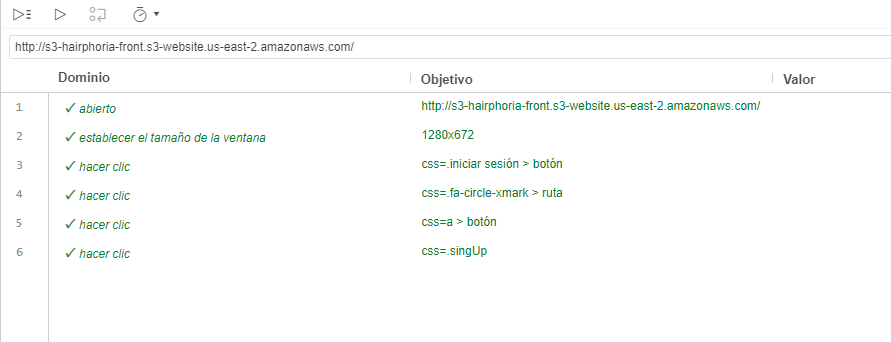 http://s3-hairphoria-front.s3-website.us-east-2.amazonaws.com/
Dominio Objetivo Valor
1 ✓ abierto http://s3-hairphoria-front.s3-website.us-east-2.amazonaws.com/
2 ✓ establecer el tamaño de la ventana 1280x672
3 ✓ hacer clic css=.iniciar sesión > botón
4 ✓ hacer clic css=.fa-circle-xmark > ruta
5 ✓ hacer clic css=a > botón
6 ✓ hacer clic css=.singUp